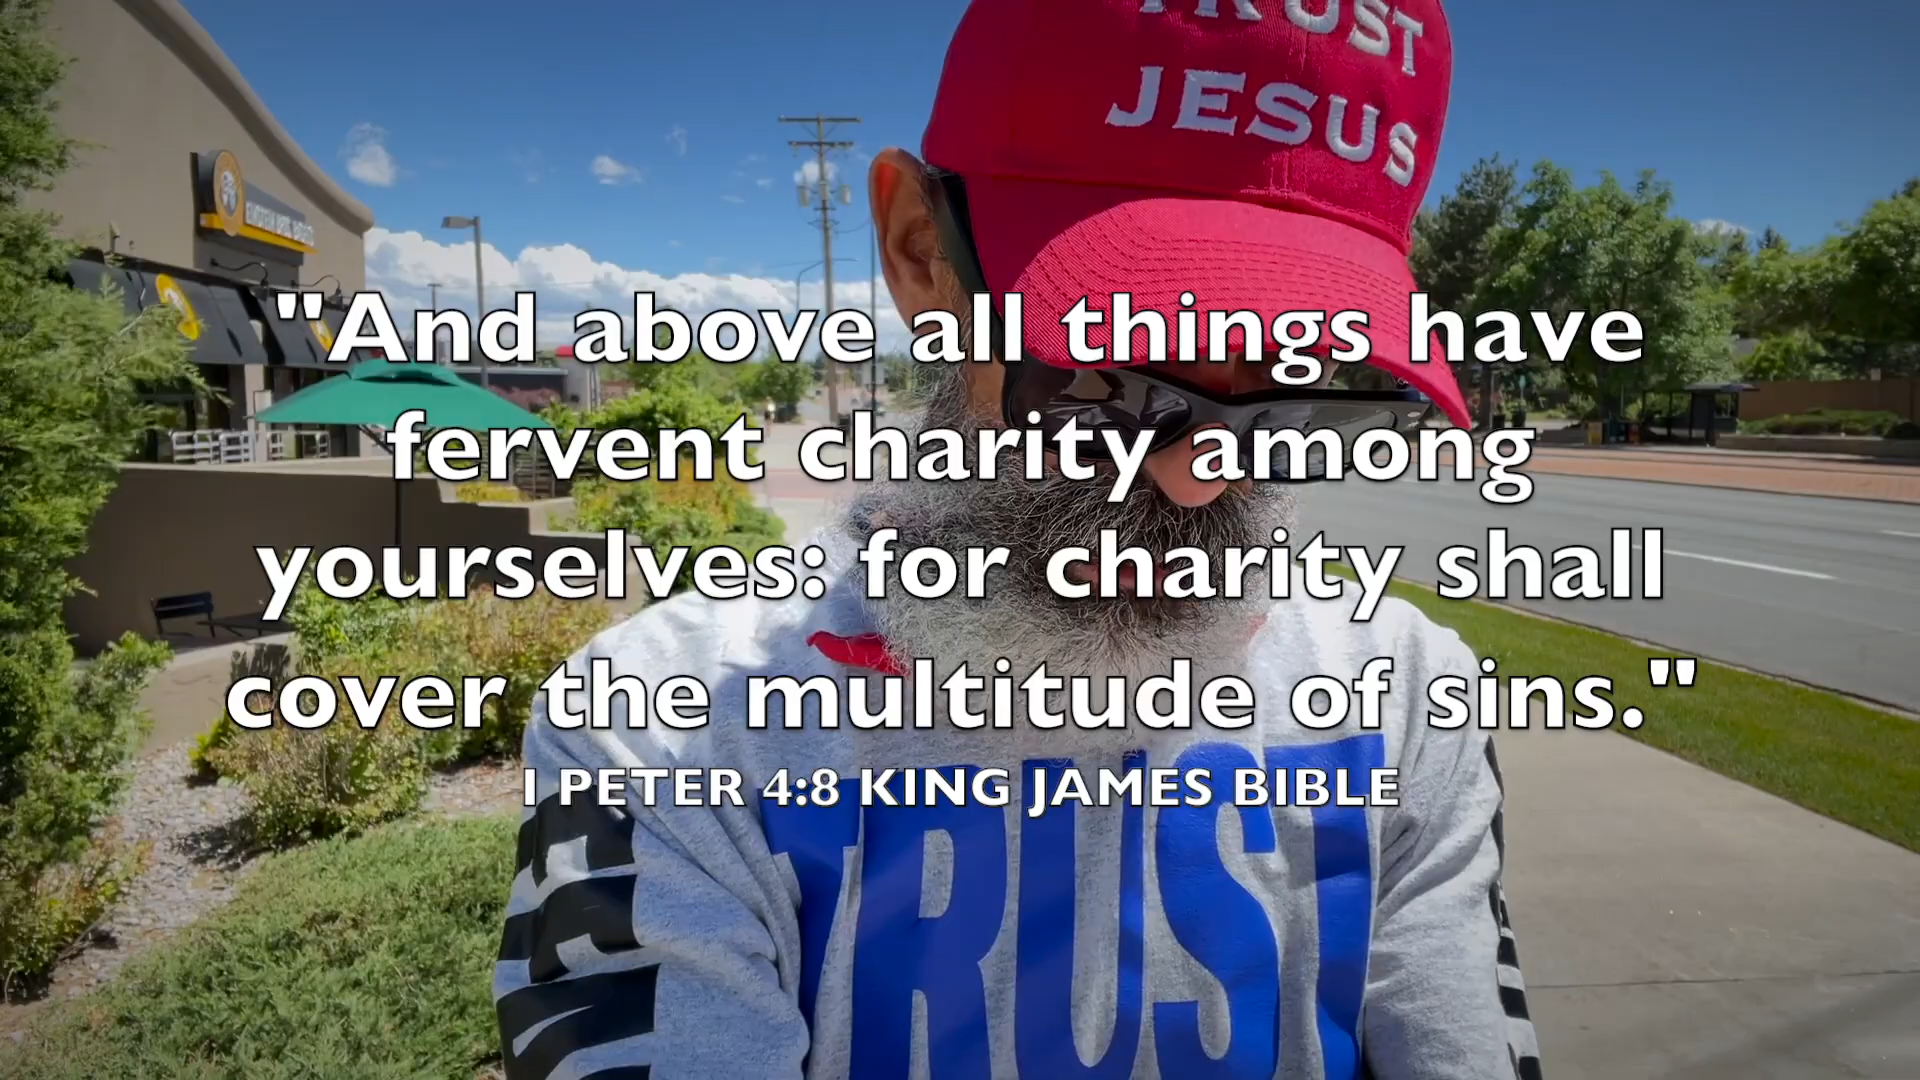 TRUST
JESUS
"And above all things have
fervent charity among
yourselves: for charity shall
cover the multitude of sins."
I PETER 4:8 KING JAMES BIBLE
TRUST